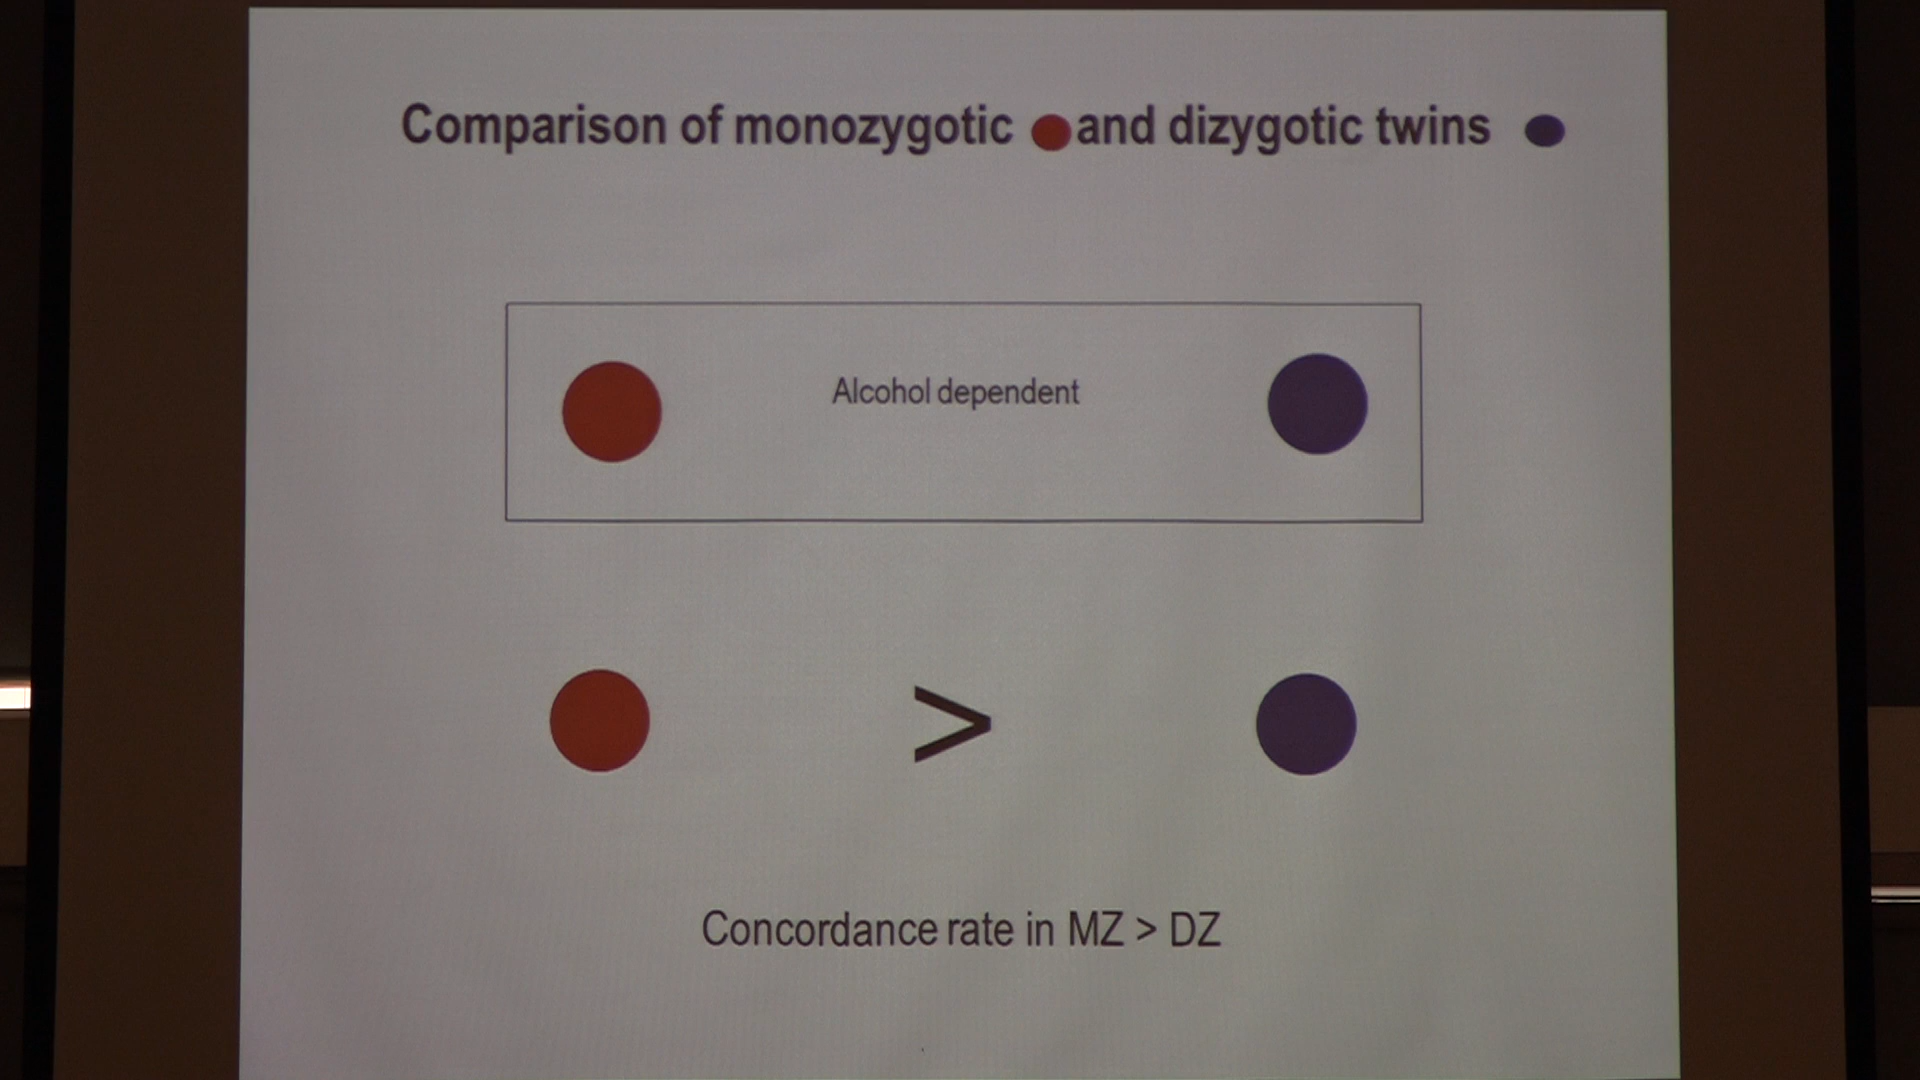 Comparison of monozygotic and dizygotic twins
Alcohol dependent
>
Concordance rate in MZ > DZ